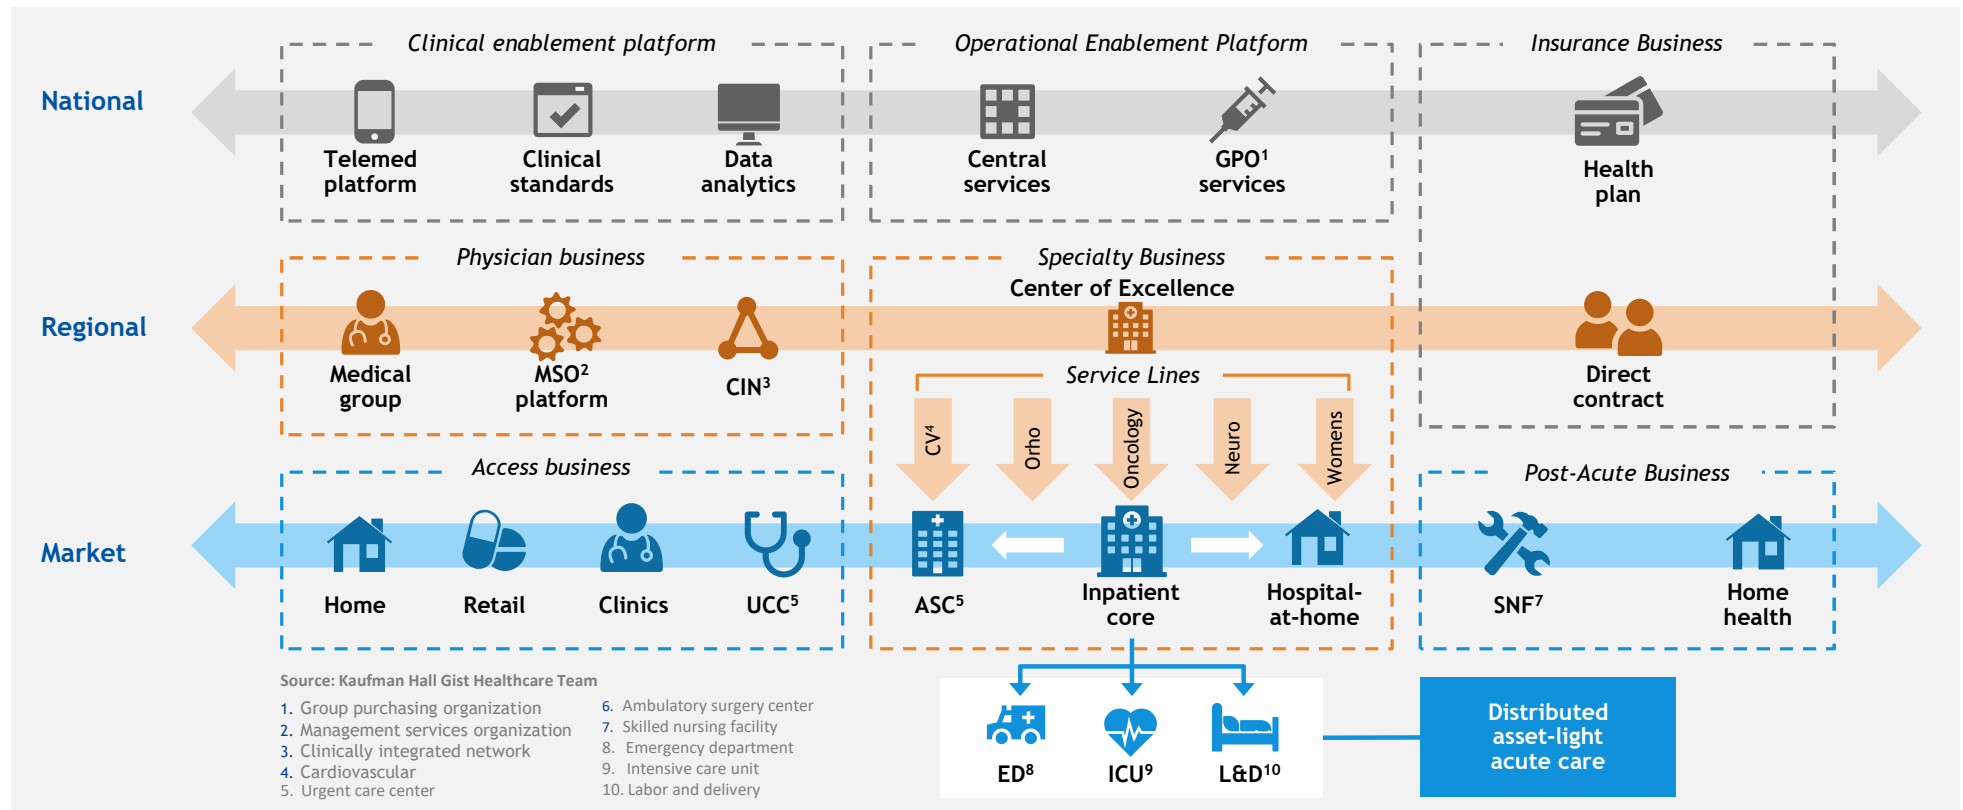 Clinical enablement platform
Operational Enablement Platform
Insurance Business
National
Telemed
platform
Clinical
standards
Data
analytics
Central
services
GPO¹
services
Health
plan
Physician business
Specialty Business
Center of Excellence
Regional
Medical
group
MSO²
platform
CIN³
Service Lines
Direct
contract
CV⁴
Orho
Oncology
Neuro
Womens
Access business
Post-Acute Business
Market
Home
Retail
Clinics
UCC⁵
ASC⁵
Inpatient
core
Hospital-
at-home
SNF⁷
Home
health
ED⁸
ICU⁹
L&D¹⁰
Distributed
asset-light
acute care
Source: Kaufman Hall Gist Healthcare Team
1. Group purchasing organization
2. Management services organization
3. Clinically integrated network
4. Cardiovascular
5. Urgent care center
6. Ambulatory surgery center
7. Skilled nursing facility
8. Emergency department
9. Intensive care unit
10. Labor and delivery